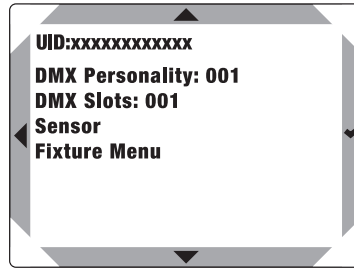 UID:xxxxxxxxxxxx
DMX Personality: 001
DMX Slots: 001
Sensor
Fixture Menu